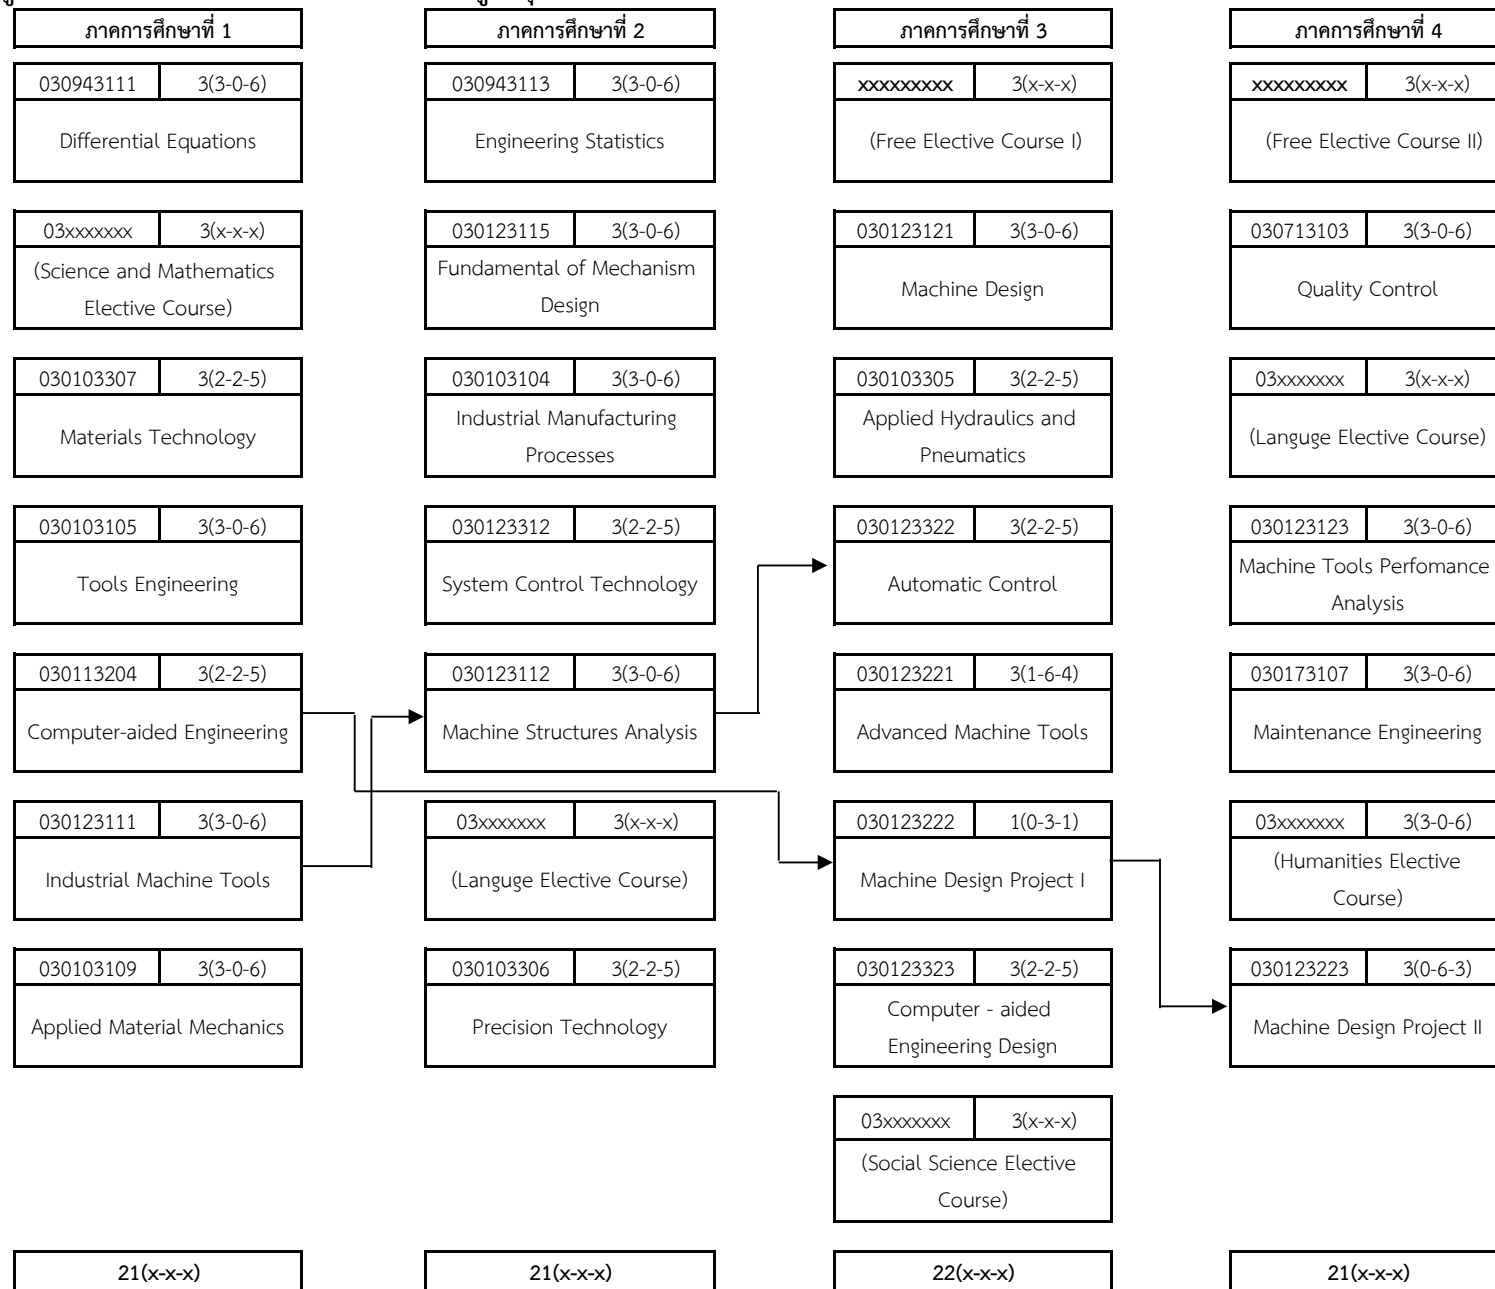 ภาคการศึกษาที่ 1
ภาคการศึกษาที่ 2
ภาคการศึกษาที่ 3
ภาคการศึกษาที่ 4
030943111 3(3-0-6)
Differential Equations
030943113 3(3-0-6)
Engineering Statistics
xxxxxxxxx 3(x-x-x)
(Free Elective Course I)
xxxxxxxxx 3(x-x-x)
(Free Elective Course II)
03xxxxxxx 3(x-x-x)
(Science and Mathematics
Elective Course)
030123115 3(3-0-6)
Fundamental of Mechanism
Design
030123121 3(3-0-6)
Machine Design
030713103 3(3-0-6)
Quality Control
030103307 3(2-2-5)
Materials Technology
030103104 3(3-0-6)
Industrial Manufacturing
Processes
030103305 3(2-2-5)
Applied Hydraulics and
Pneumatics
03xxxxxxx 3(x-x-x)
(Languge Elective Course)
030103105 3(3-0-6)
Tools Engineering
030123312 3(2-2-5)
System Control Technology
030123322 3(2-2-5)
Automatic Control
030123123 3(3-0-6)
Machine Tools Perfomance
Analysis
030113204 3(2-2-5)
Computer-aided Engineering
030123112 3(3-0-6)
Machine Structures Analysis
030123221 3(1-6-4)
Advanced Machine Tools
030173107 3(3-0-6)
Maintenance Engineering
030123111 3(3-0-6)
Industrial Machine Tools
03xxxxxxx 3(x-x-x)
(Languge Elective Course)
030123222 1(0-3-1)
Machine Design Project I
03xxxxxxx 3(3-0-6)
(Humanities Elective
Course)
030103109 3(3-0-6)
Applied Material Mechanics
030103306 3(2-2-5)
Precision Technology
030123323 3(2-2-5)
Computer - aided
Engineering Design
030123223 3(0-6-3)
Machine Design Project II
03xxxxxxx 3(x-x-x)
(Social Science Elective
Course)
21(x-x-x)
21(x-x-x)
22(x-x-x)
21(x-x-x)